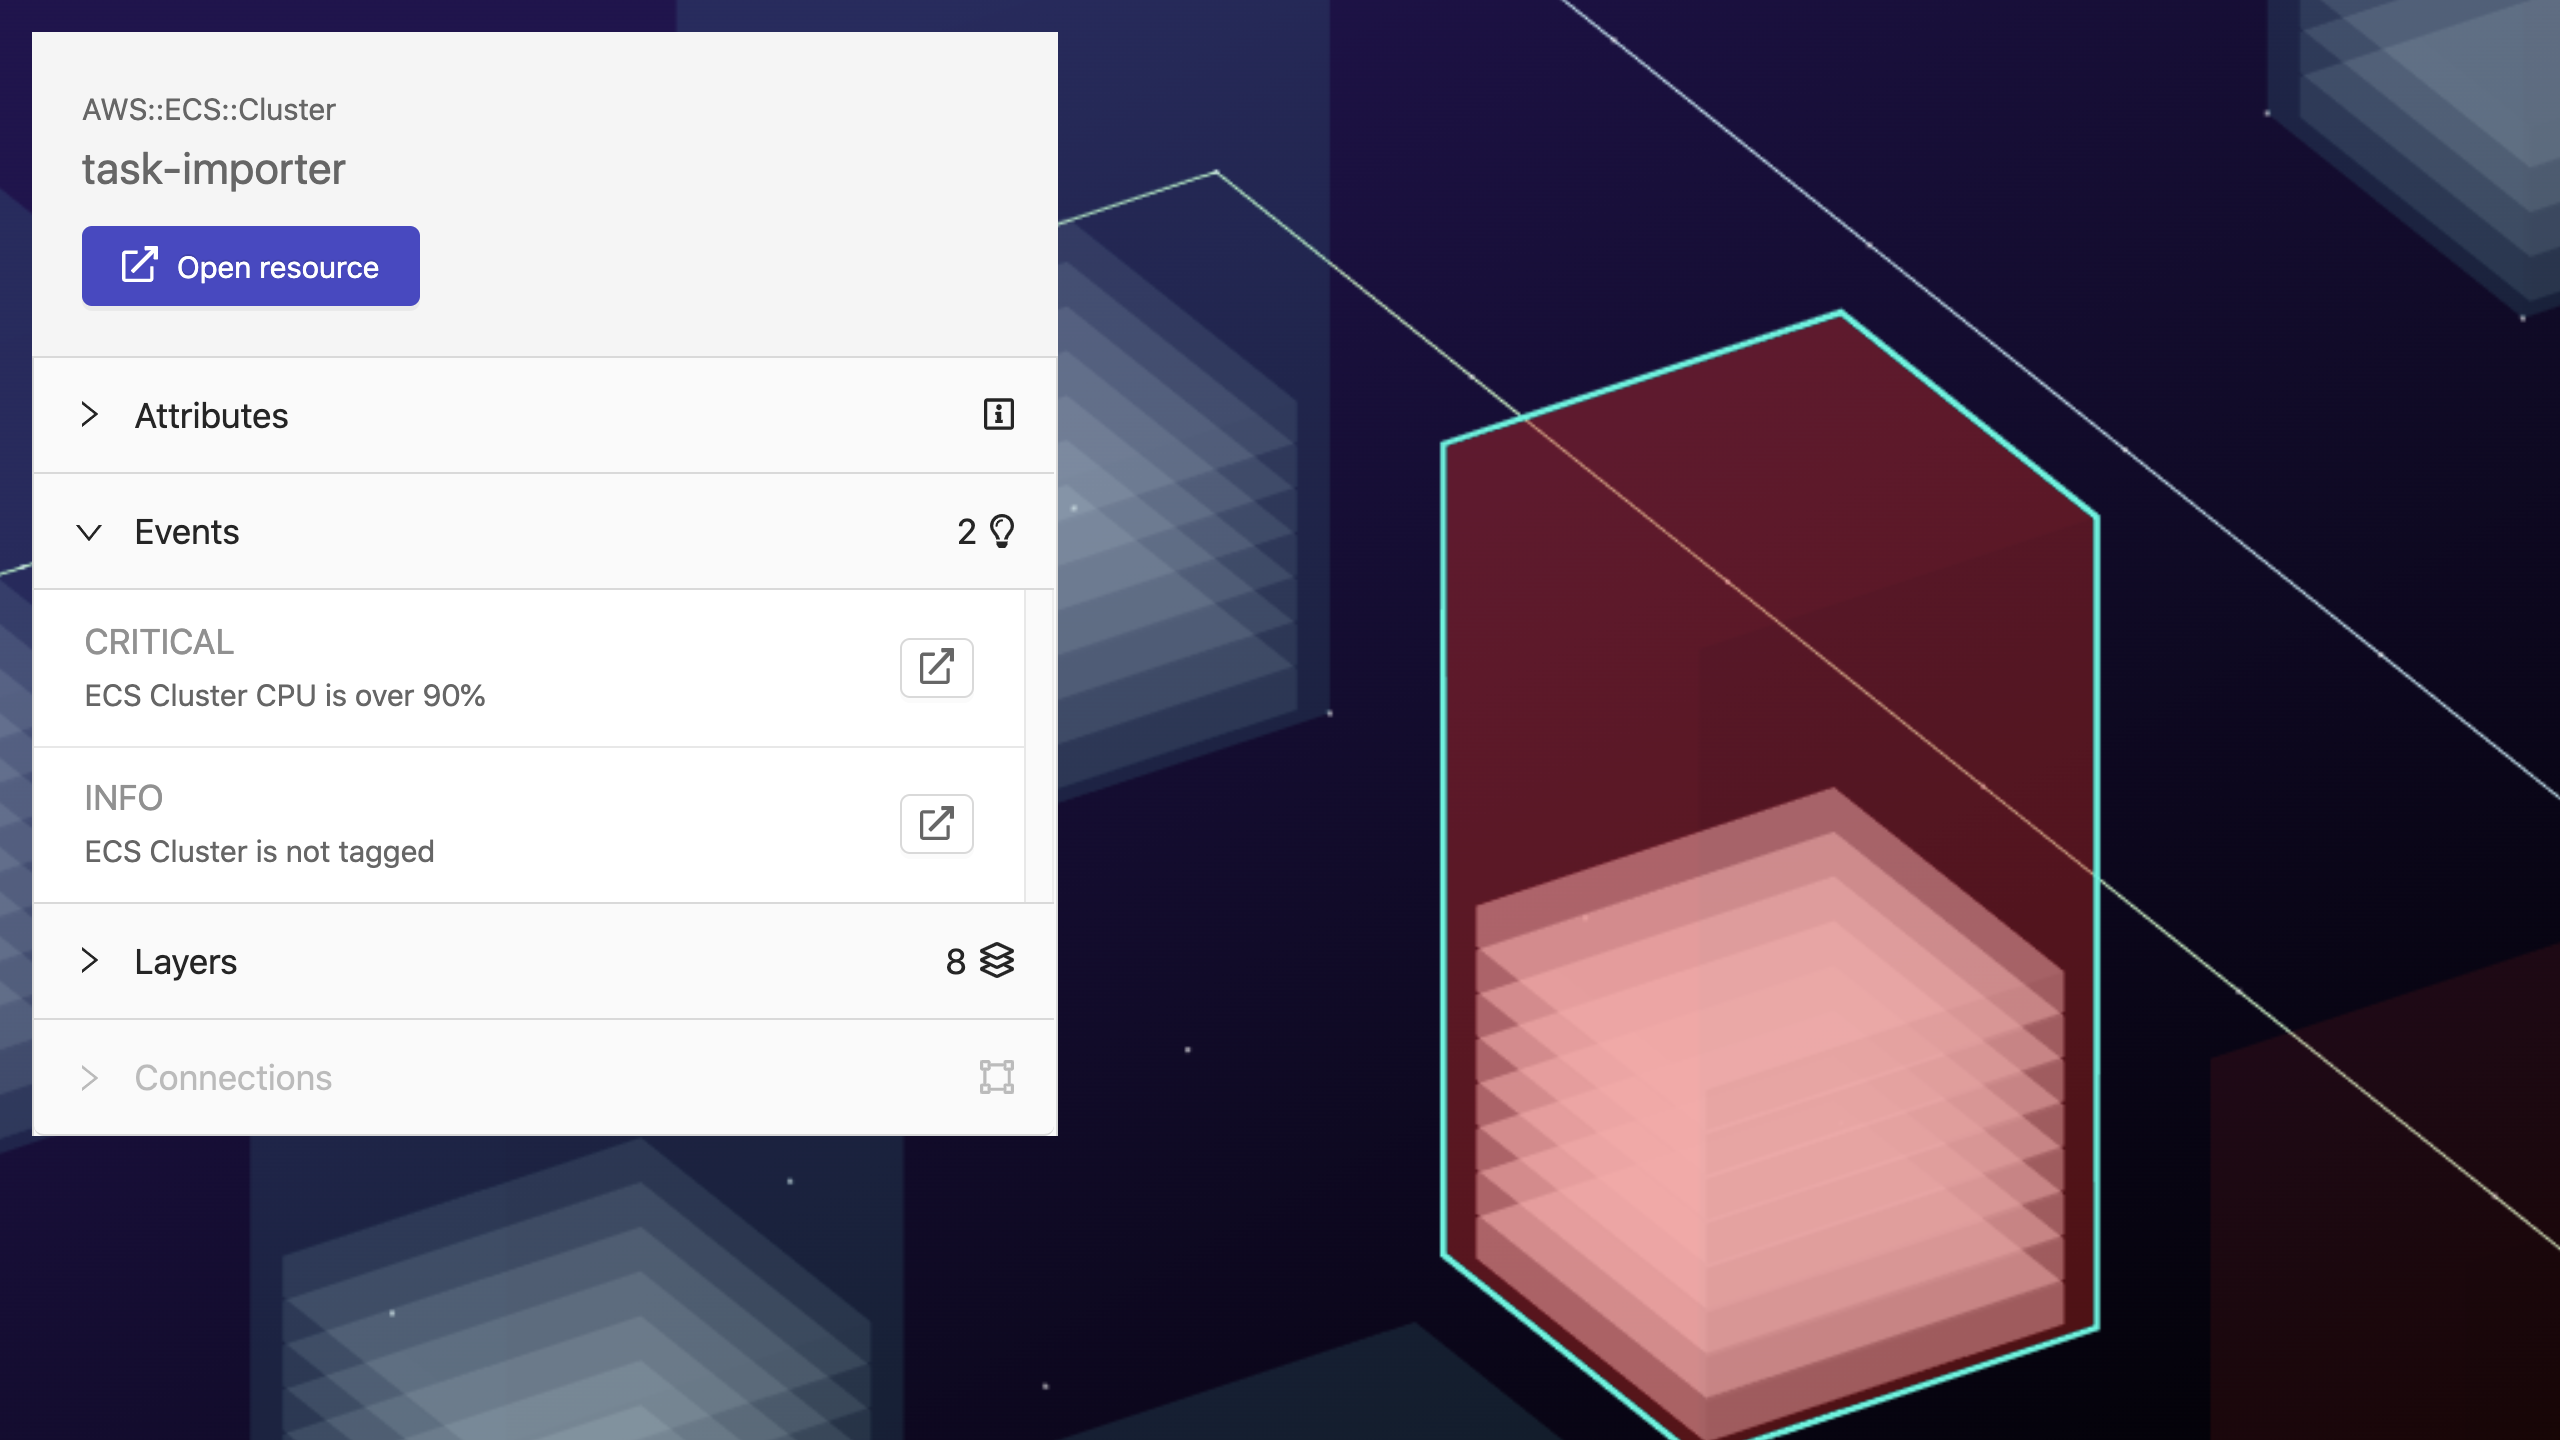 AWS::ECS::Cluster
task-importer
Open resource
Attributes
Events 2
CRITICAL
ECS Cluster CPU is over 90%
INFO
ECS Cluster is not tagged
Layers 8
Connections